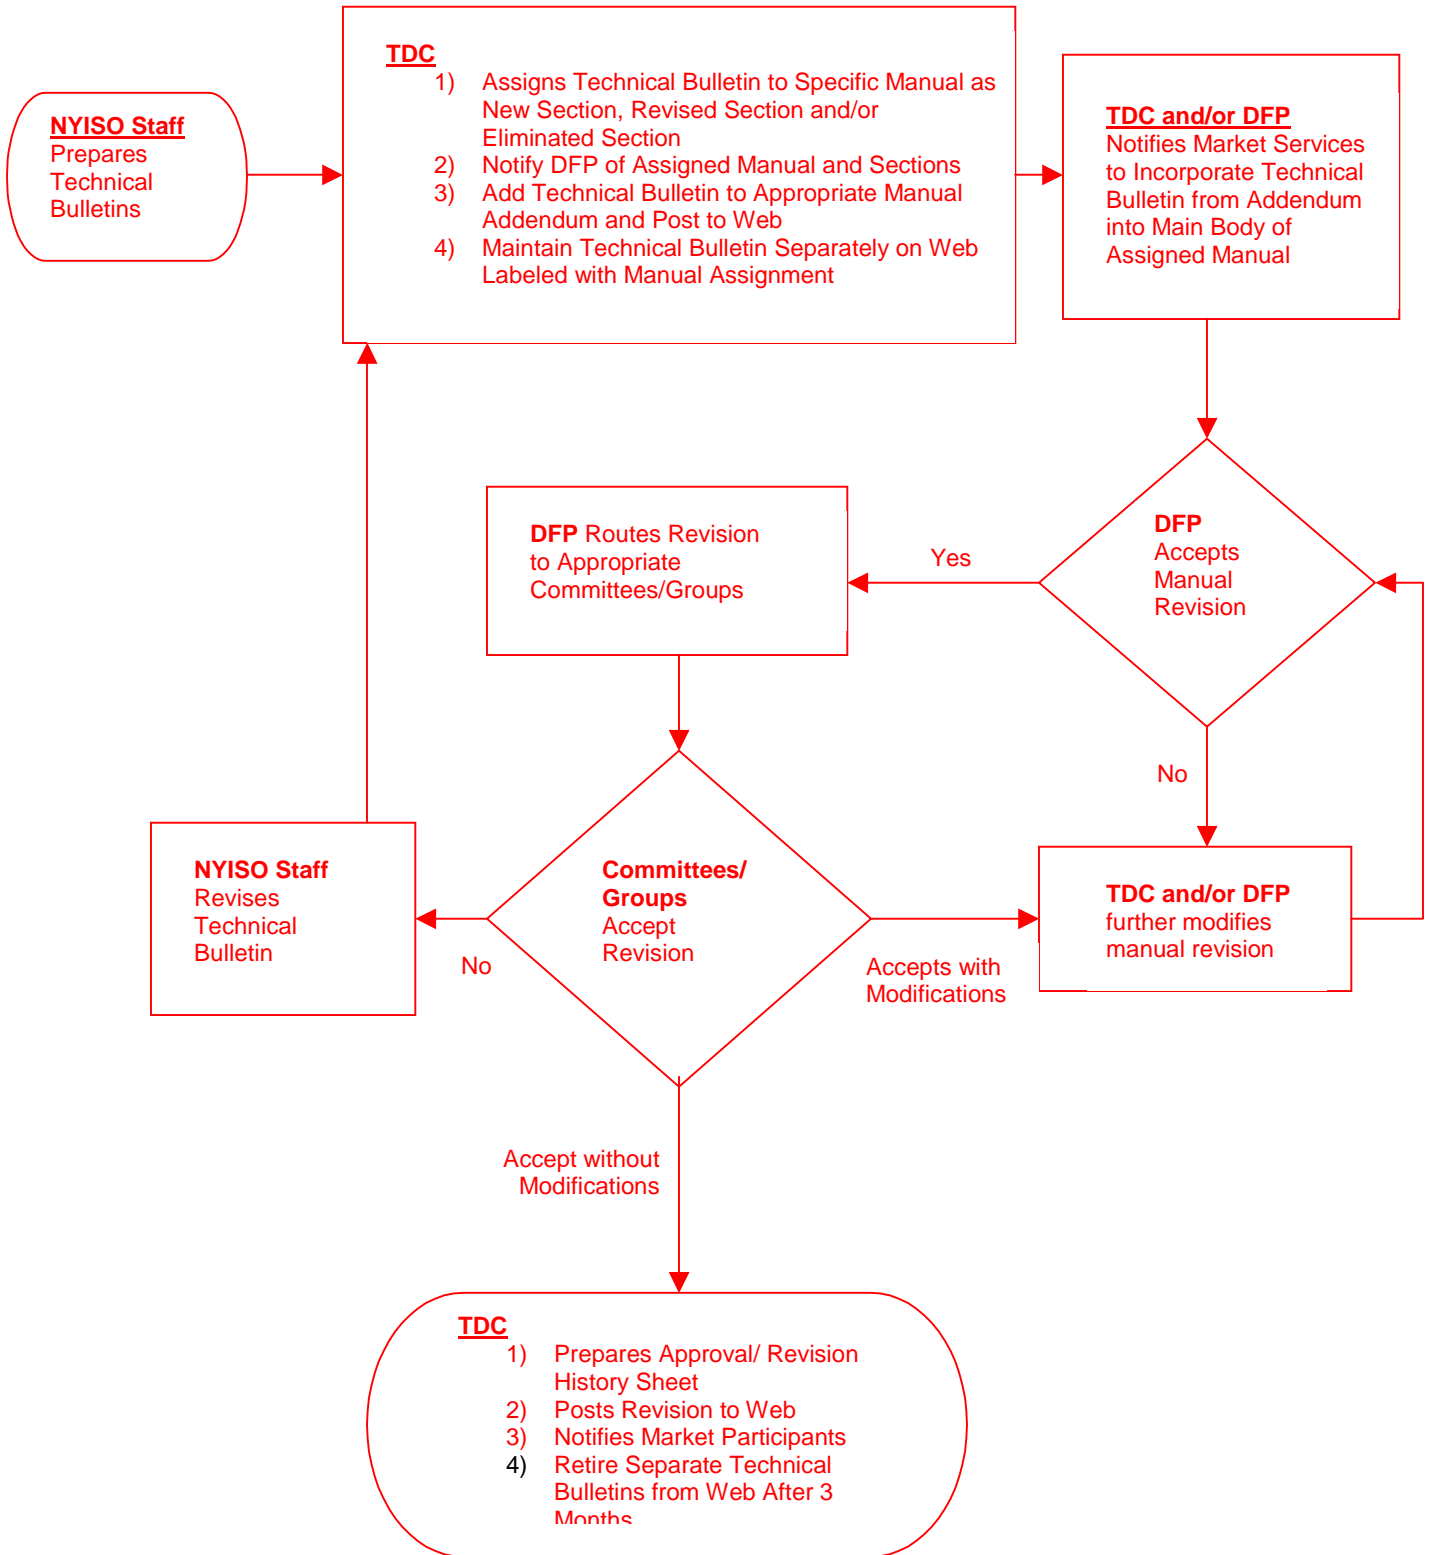 NYISO Staff
Prepares
Technical
Bulletins
TDC
1) Assigns Technical Bulletin to Specific Manual as
New Section, Revised Section and/or
Eliminated Section
2) Notify DFP of Assigned Manual and Sections
3) Add Technical Bulletin to Appropriate Manual
Addendum and Post to Web
4) Maintain Technical Bulletin Separately on Web
Labeled with Manual Assignment
TDC and/or DFP
Notifies Market Services
to Incorporate Technical
Bulletin from Addendum
into Main Body of
Assigned Manual
DFP
Accepts
Manual
Revision
Yes
No
DFP Routes Revision
to Appropriate
Committees/Groups
Committees/
Groups
Accept
Revision
No
Accepts with
Modifications
TDC and/or DFP
further modifies
manual revision
NYISO Staff
Revises
Technical
Bulletin
Accept without
Modifications
TDC
1) Prepares Approval/ Revision
History Sheet
2) Posts Revision to Web
3) Notifies Market Participants
4) Retire Separate Technical
Bulletins from Web After 3
Months